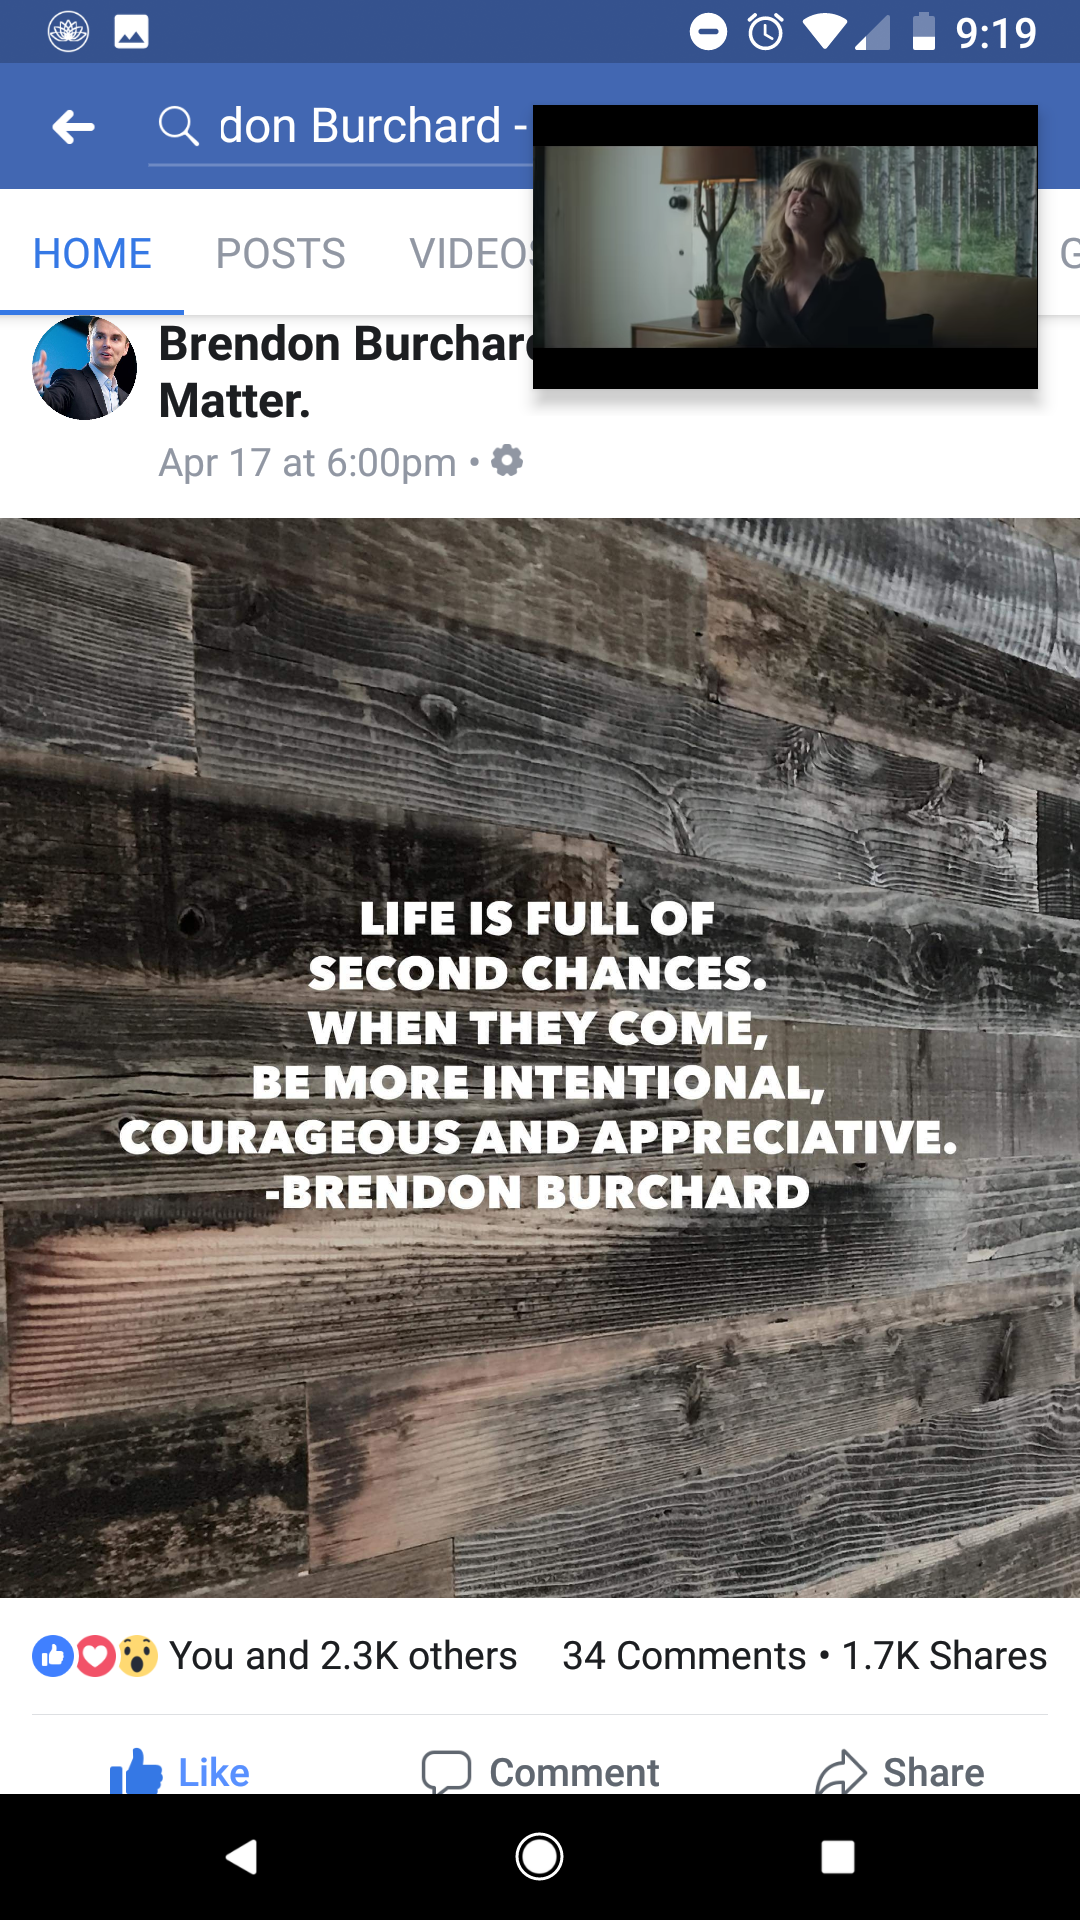 9:19
don Burchard -
HOME POSTS VIDEOS G
Brendon Burchard
Matter.
Apr 17 at 6:00pm •
LIFE IS FULL OF
SECOND CHANCES.
WHEN THEY COME,
BE MORE INTENTIONAL,
COURAGEOUS AND APPRECIATIVE.
-BRENDON BURCHARD
You and 2.3K others 34 Comments • 1.7K Shares
Like Comment Share